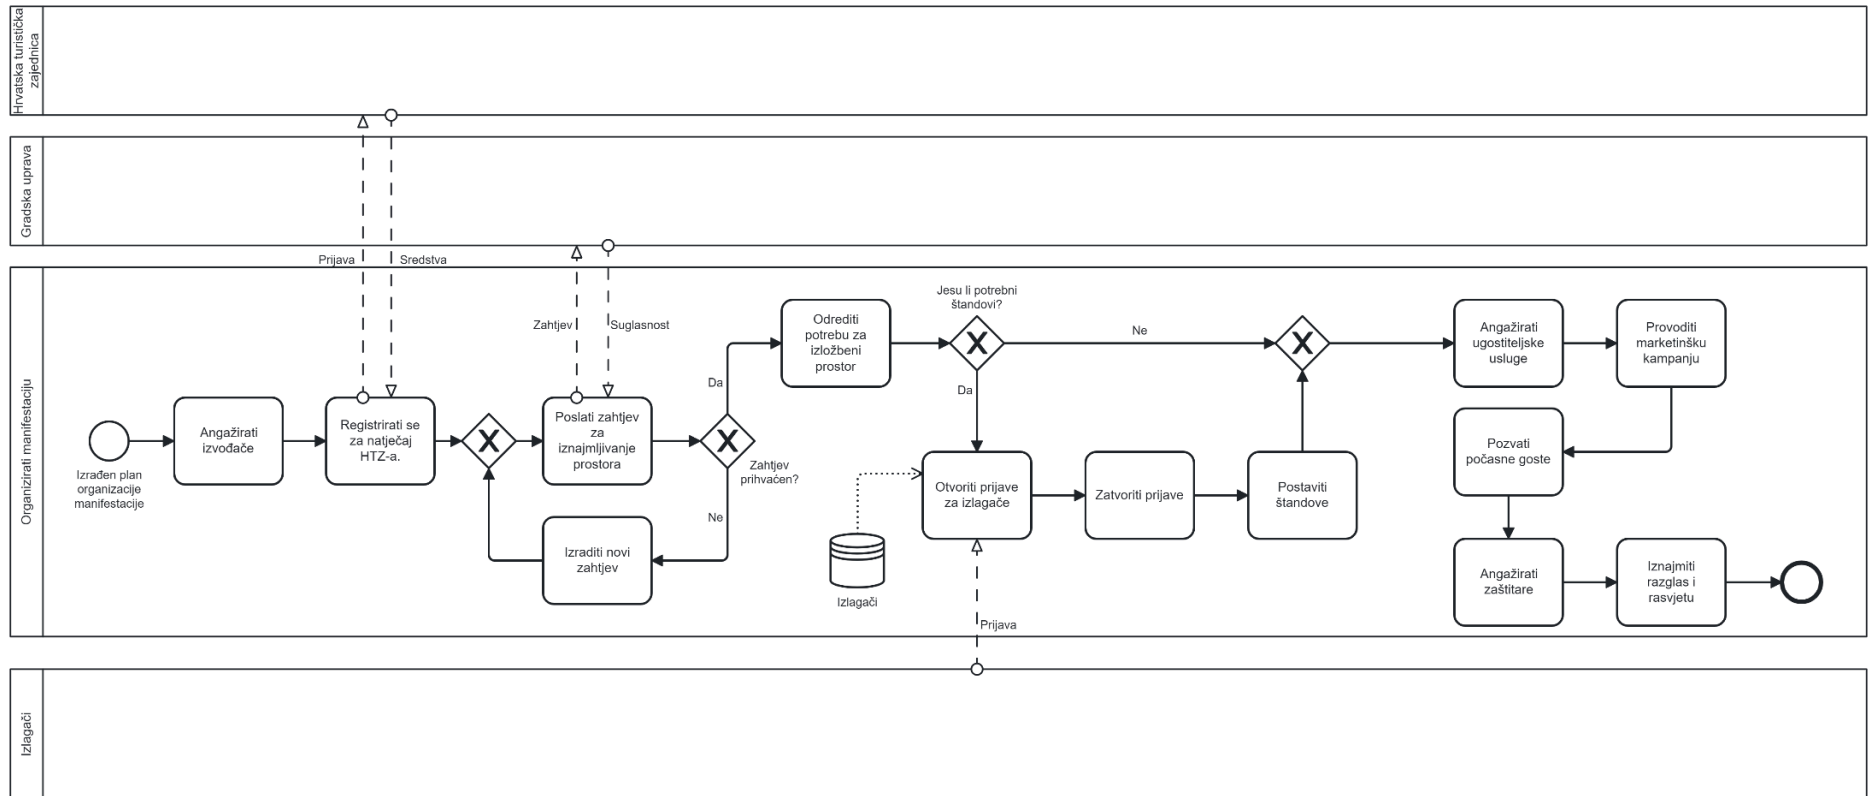 Hrvatska turistička
zajednica
Gradska uprava
Prijava
Sredstva
Organizirati manifestaciju
Izrađen plan
organizacije
manifestacije
Angažirati
izvođače
Registrirati se
za natječaj
HTZ-a.
Zahtjev
Suglasnost
Poslati zahtjev
za
iznajmljivanje
prostora
Izraditi novi
zahtjev
Zahtjev
prihvaćen?
Da
Ne
Odrediti
potrebu za
izložbeni
prostor
Jesu li potrebni
štandovi?
Ne
Da
Otvoriti prijave
za izlagače
Izlagači
Prijava
Zatvoriti prijave
Postaviti
štandove
Angažirati
ugostiteljske
usluge
Provoditi
marketinšku
kampanju
Pozvati
počasne goste
Angažirati
zaštitare
Iznajmiti
razglas i
rasvjetu
Izlagači